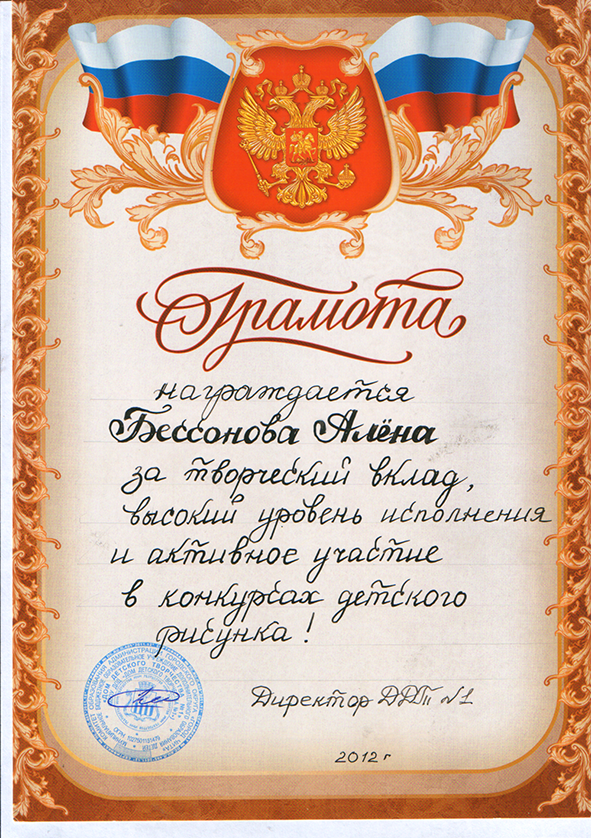 Грамота
награждается
Бессонова Алёна
за творческий вклад,
высокий уровень исполнения
и активное участие
в конкурсах детского
рисунка!
Директор ДДТ №1
2012 г